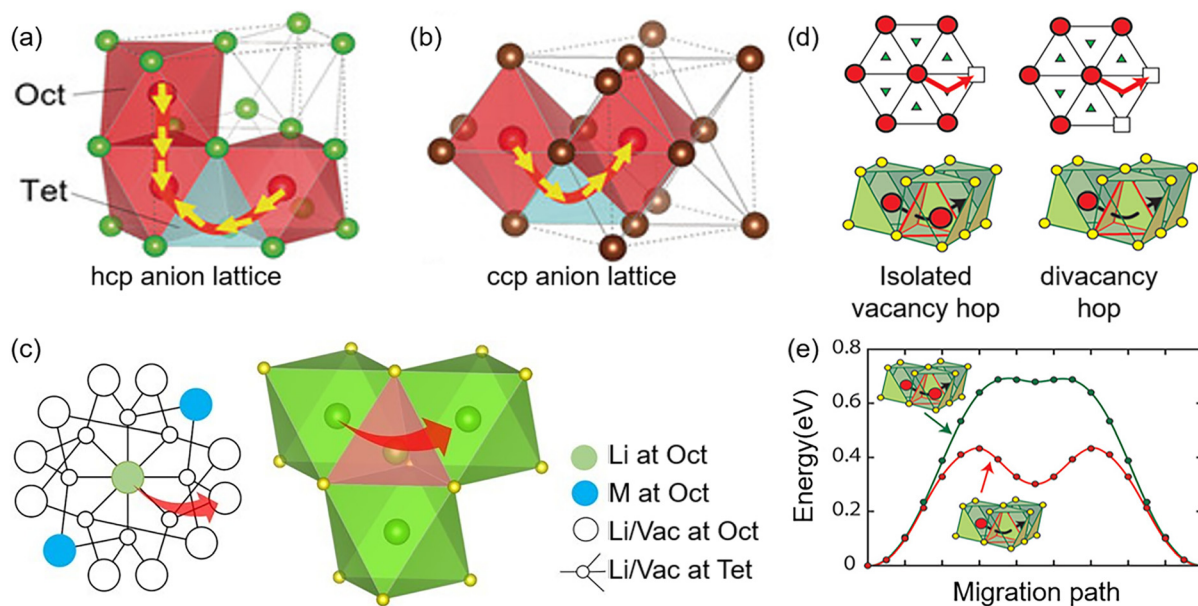 (a)
Oct
Tet
hcp anion lattice
(b)
ccp anion lattice
(c)
Li at Oct
M at Oct
Li/Vac at Oct
Li/Vac at Tet
(d)
Isolated
vacancy hop
divacancy
hop
(e)
0.8
0.6
0.4
0.2
0
Energy(eV)
Migration path